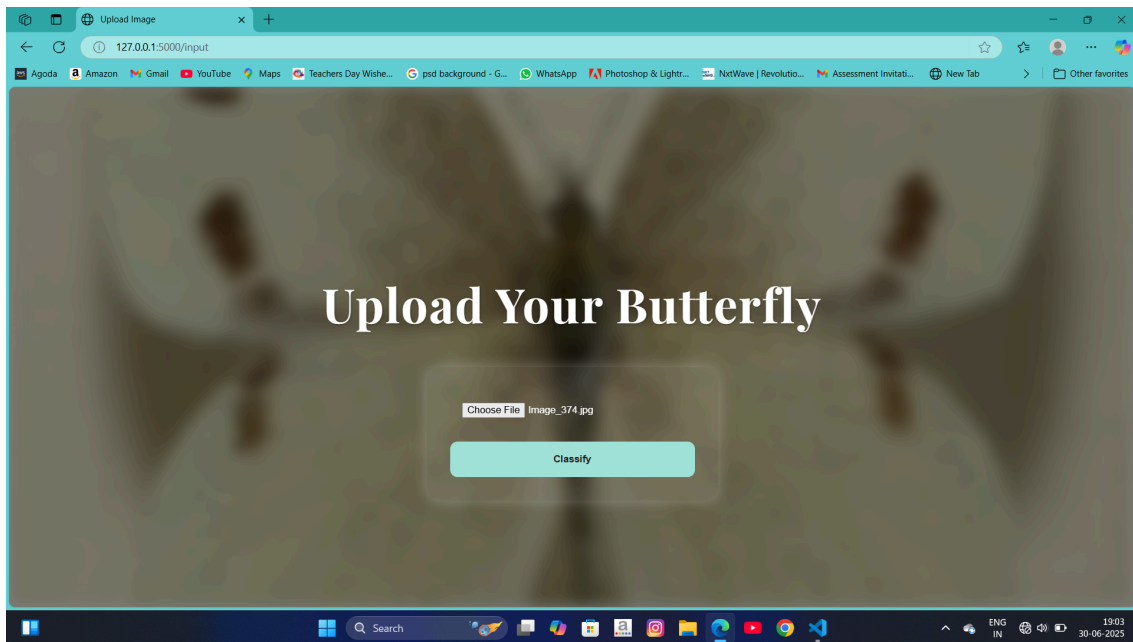 Upload Image
127.0.0.1:5000/input
Agoda Amazon Gmail YouTube Maps Teachers Day Wishe... psd background - G... WhatsApp Photoshop & Lightr... NxtWave | Revolutio... Assessment Invitati... New Tab Other favorites
Upload Your Butterfly
Choose File Image_374.jpg
Classify
Search
ENG
IN
19:03
30-06-2025